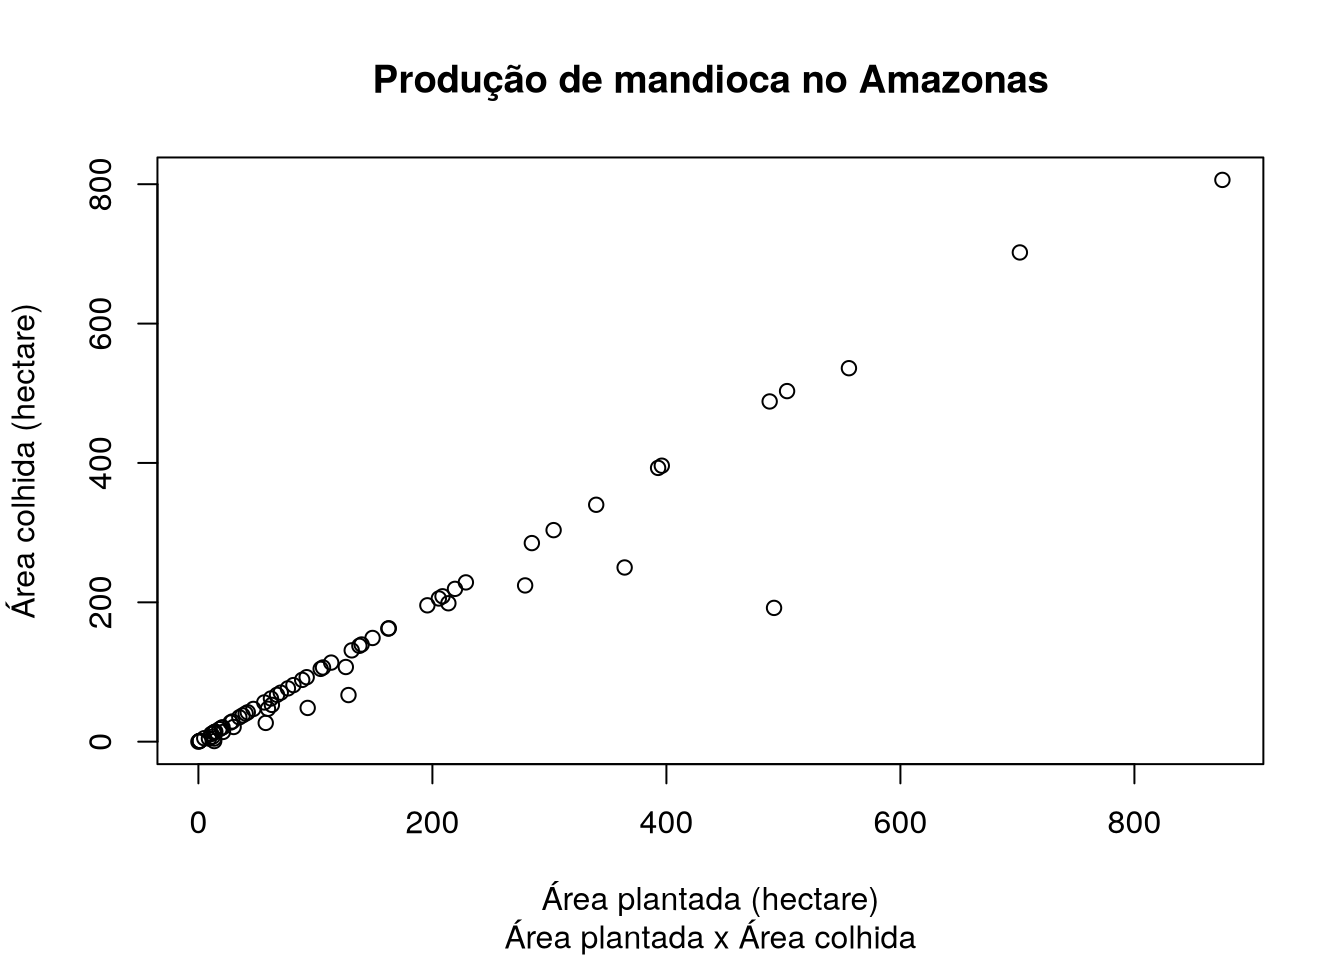 Produção de mandioca no Amazonas
Área colhida (hectare)
800
600
400
200
0
0 200 400 600 800
Área plantada (hectare)
Área plantada x Área colhida